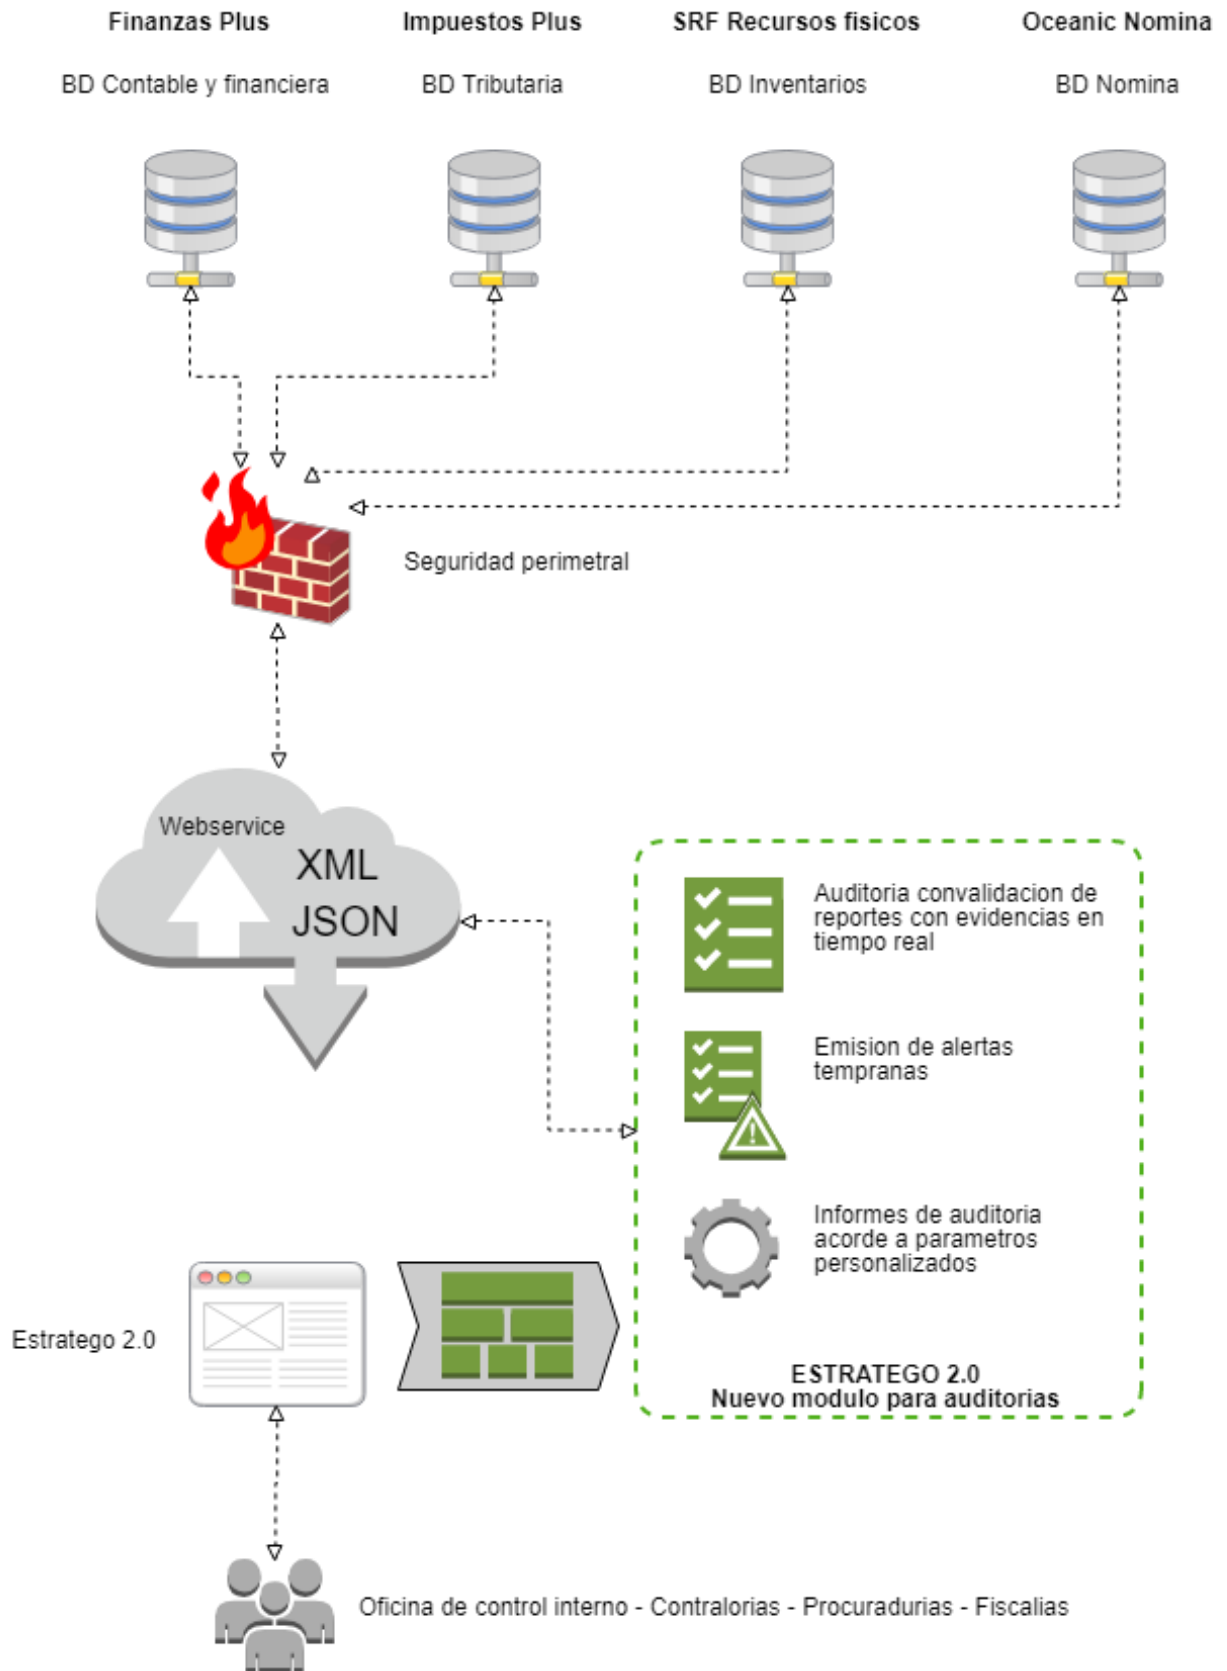 Finanzas Plus
Impuestos Plus
SRF Recursos fisicos
Oceanic Nomina
BD Contable y financiera
BD Tributaria
BD Inventarios
BD Nomina
Seguridad perimetral
Webservice
XML
JSON
Auditoria convalidacion de
reportes con evidencias en
tiempo real
Emision de alertas
tempranas
Informes de auditoria
acorde a parametros
personalizados
Estratego 2.0
ESTRATEGO 2.0
Nuevo modulo para auditorias
Oficina de control interno - Contralorias - Procuradurias - Fiscalias